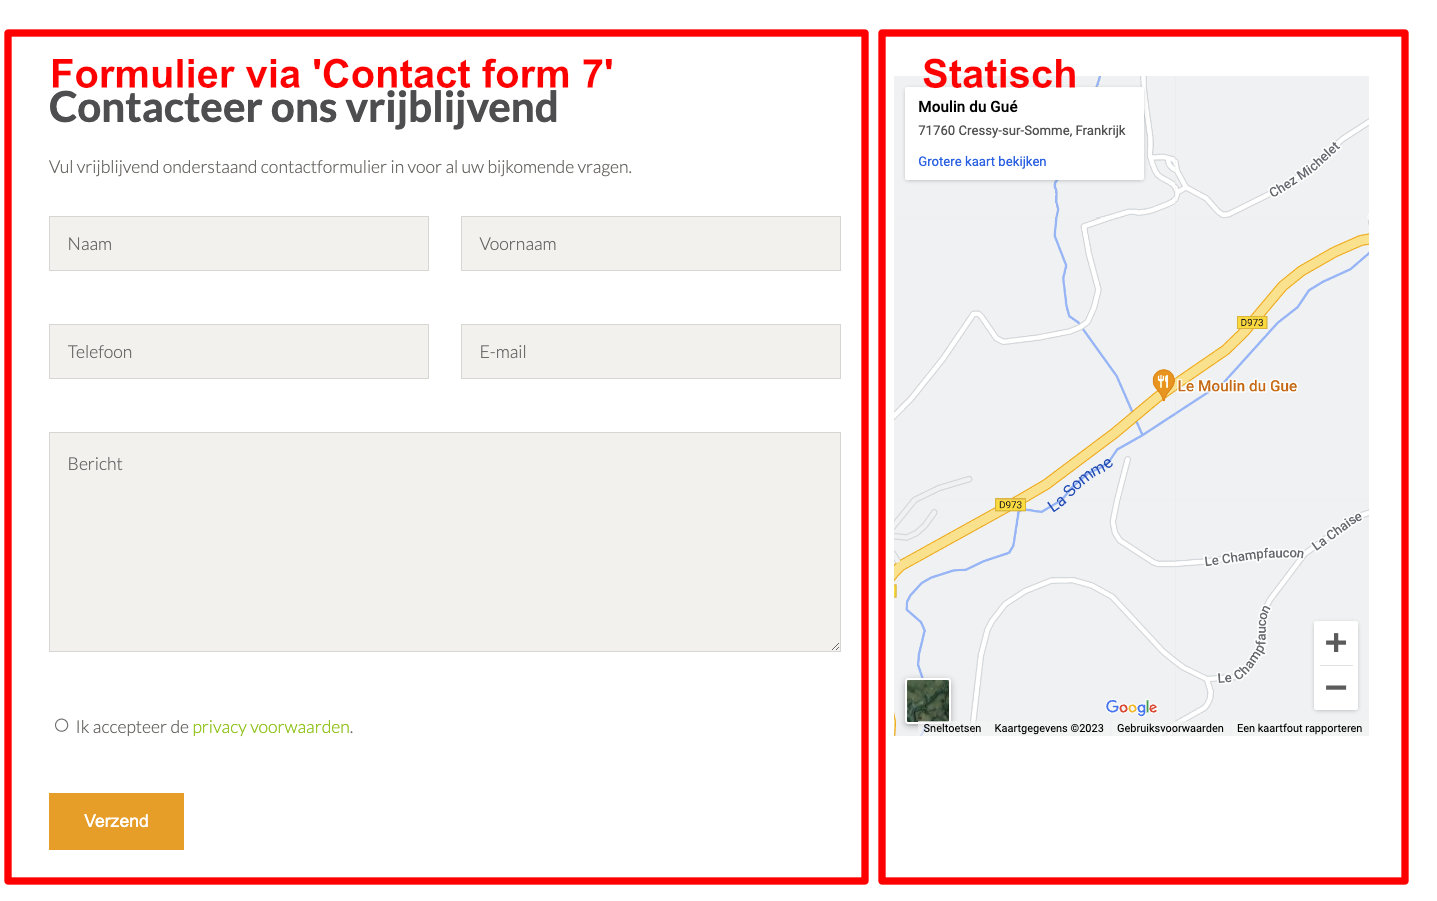 Formulier via 'Contact form 7'
Contacteer ons vrijblijvend
Vul vrijblijvend onderstaand contactformulier in voor al uw bijkomende vragen.
Naam
Voornaam
Telefoon
E-mail
Bericht
Ik accepteer de privacy voorwaarden.
Verzend
Statisch
Moulin du Gué
71760 Cressy-sur-Somme, Frankrijk
Grotere kaart bekijken
Chez Michelet
D973
Le Moulin du Gue
La Somme
D973
La Chaise
Le Champfaucon
Le Champfaucon
Google
Sneltoetsen Kaartgegevens ©2023 Gebruiksvoorwaarden Een kaartfout rapporteren